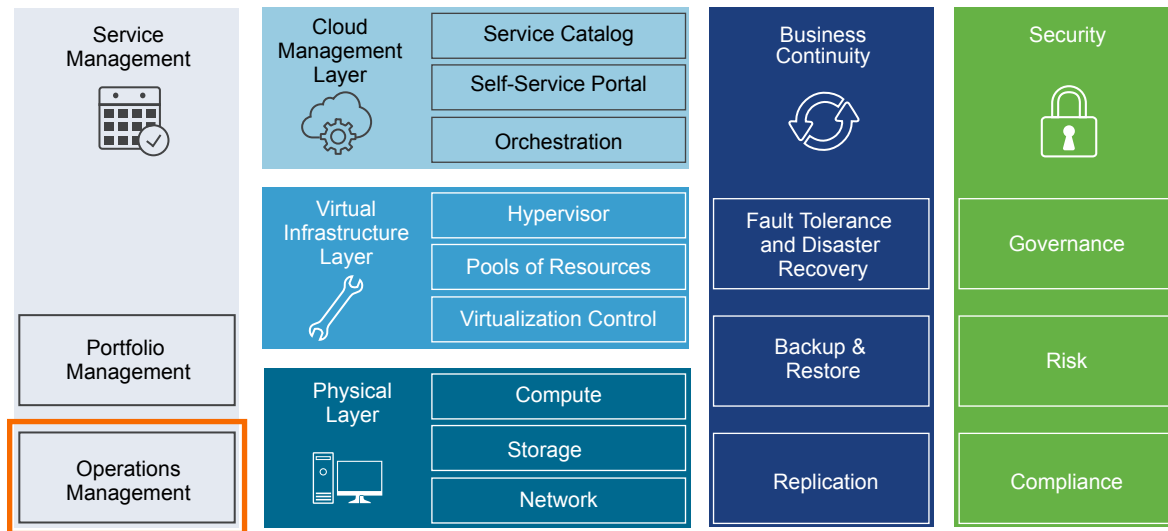 Service
Management
Portfolio
Management
Operations
Management
Cloud
Management
Layer
Service Catalog
Self-Service Portal
Orchestration
Virtual
Infrastructure
Layer
Hypervisor
Pools of Resources
Virtualization Control
Physical
Layer
Compute
Storage
Network
Business
Continuity
Fault Tolerance
and Disaster
Recovery
Backup &
Restore
Replication
Security
Governance
Risk
Compliance